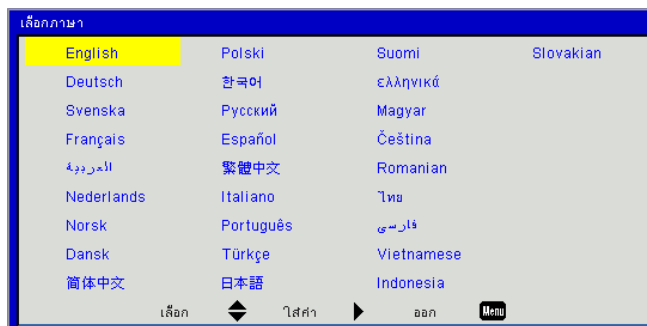 เลือกภาษา
English Polski Suomi Slovakian
Deutsch 한국어 ελληνικά
Svenska Русский Magyar
Français Español Čeština
العربية 繁體中文 Romanian
Nederlands Italiano ไทย
Norsk Português فارسی
Dansk Türkçe Vietnamese
简体中文 日本語 Indonesia
เลือก ใส่ค่า ออก Menu